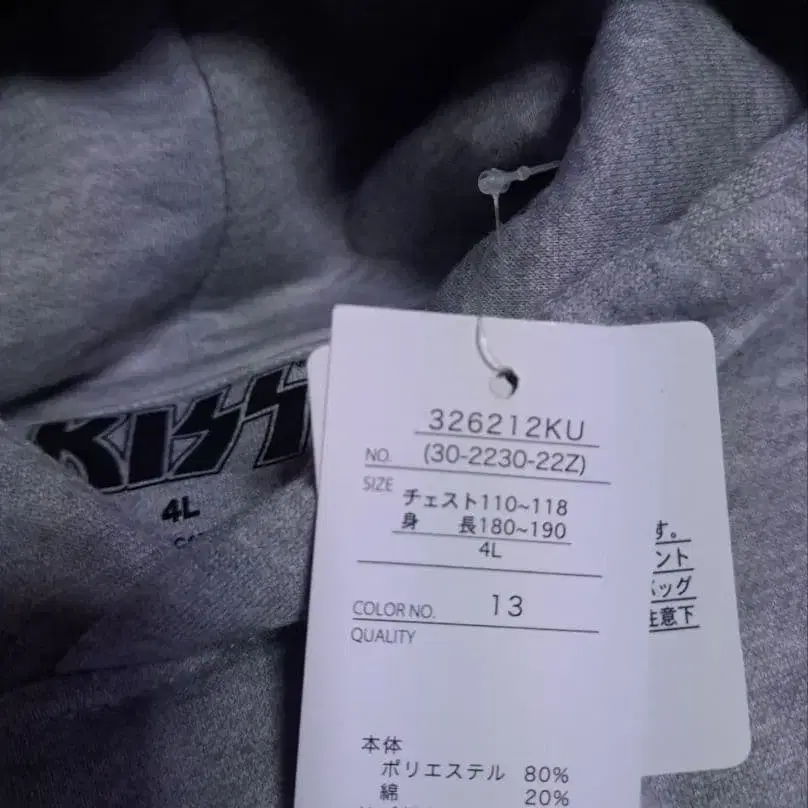 KISS
4L
326212KU
NO. (30-2230-22Z)
SIZE
チェスト110~118
身 長180~190
4L
COLOR NO. 13
QUALITY
本体
ポリエステル 80%
綿 20%
す。
ント
バッグ
注意下